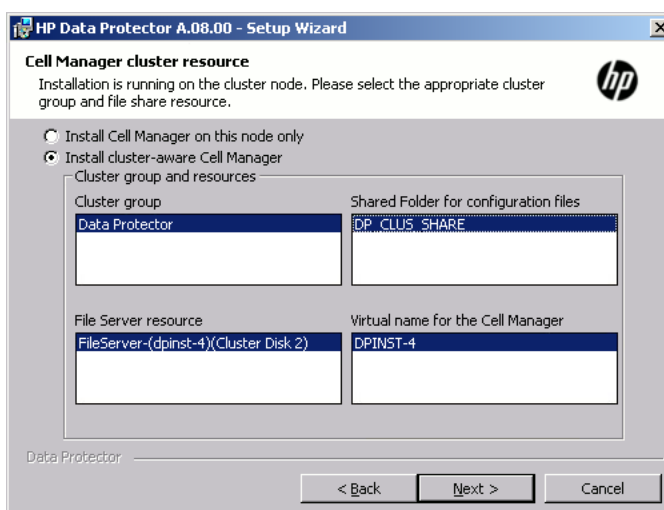 HP Data Protector A.08.00 - Setup Wizard
Cell Manager cluster resource
Installation is running on the cluster node. Please select the appropriate cluster
group and file share resource.
hp
Install Cell Manager on this node only
Install cluster-aware Cell Manager
Cluster group and resources
Cluster group
Shared Folder for configuration files
Data Protector
DP_CLUS_SHARE
File Server resource
Virtual name for the Cell Manager
FileServer-(dpinst-4)(Cluster Disk 2)
DPINST-4
Data Protector
< Back
Next >
Cancel